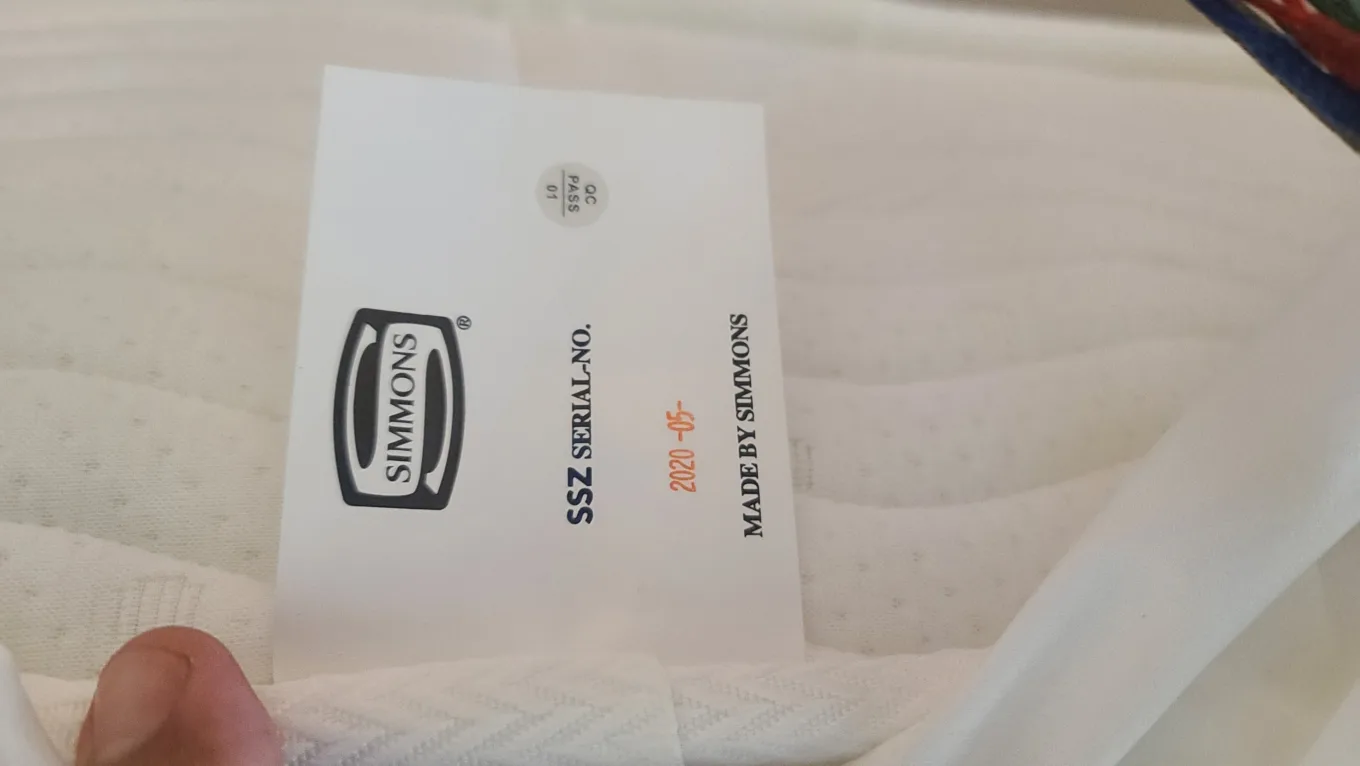 SIMMONS®
QC
PASS
01
SSZ SERIAL-NO.
2020 -05-
MADE BY SIMMONS